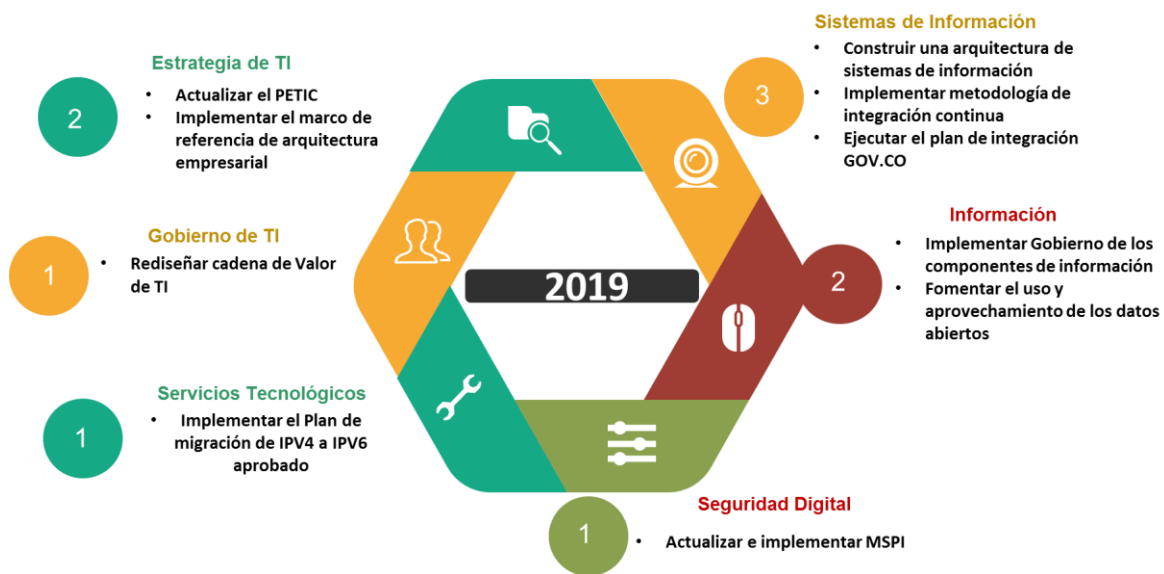 Estrategia de TI
2
• Actualizar el PETIC
• Implementar el marco de
referencia de arquitectura
empresarial
Gobierno de TI
1
• Rediseñar cadena de Valor
de TI
Servicios Tecnológicos
1
• Implementar el Plan de
migración de IPV4 a IPV6
aprobado
2019
Sistemas de Información
3
• Construir una arquitectura de
sistemas de información
• Implementar metodología de
integración continua
• Ejecutar el plan de integración
GOV.CO
Información
2
• Implementar Gobierno de los
componentes de información
• Fomentar el uso y
aprovechamiento de los datos
abiertos
Seguridad Digital
1
• Actualizar e implementar MSPI